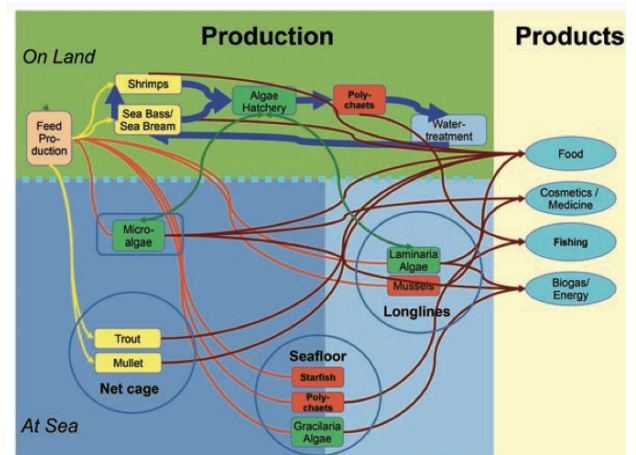 Production
Products
On Land
Shrimps
Sea Bass/
Sea Bream
Algae
Hatchery
Poly-
chaets
Water-
treatment
Feed
Pro-
duction
Food
Cosmetics /
Medicine
Fishing
Biogas/
Energy
Micro-
algae
Laminaria
Algae
Mussels
Longlines
Trout
Mullet
Net cage
Seafloor
Starfish
Poly-
chaets
Gracilaria
Algae
At Sea